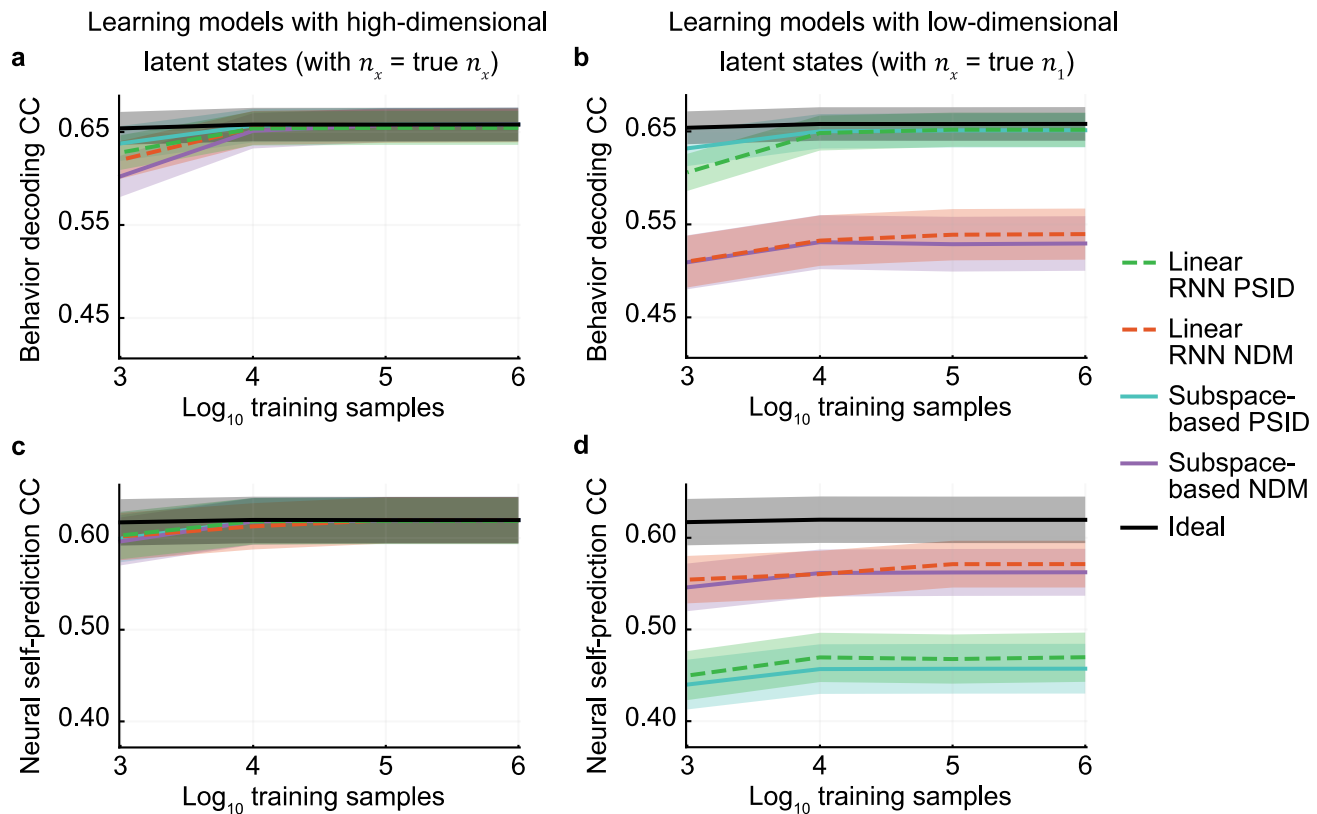 Learning models with high-dimensional
latent states (with nₓ = true nₓ)
Learning models with low-dimensional
latent states (with nₓ = true n₁)
a
Behavior decoding CC
0.65
0.55
0.45
3 4 5 6
Log₁₀ training samples
b
Behavior decoding CC
0.65
0.55
0.45
3 4 5 6
Log₁₀ training samples
c
Neural self-prediction CC
0.60
0.50
0.40
3 4 5 6
Log₁₀ training samples
d
Neural self-prediction CC
0.60
0.50
0.40
3 4 5 6
Log₁₀ training samples
Linear
RNN PSID
Linear
RNN NDM
Subspace-
based PSID
Subspace-
based NDM
Ideal